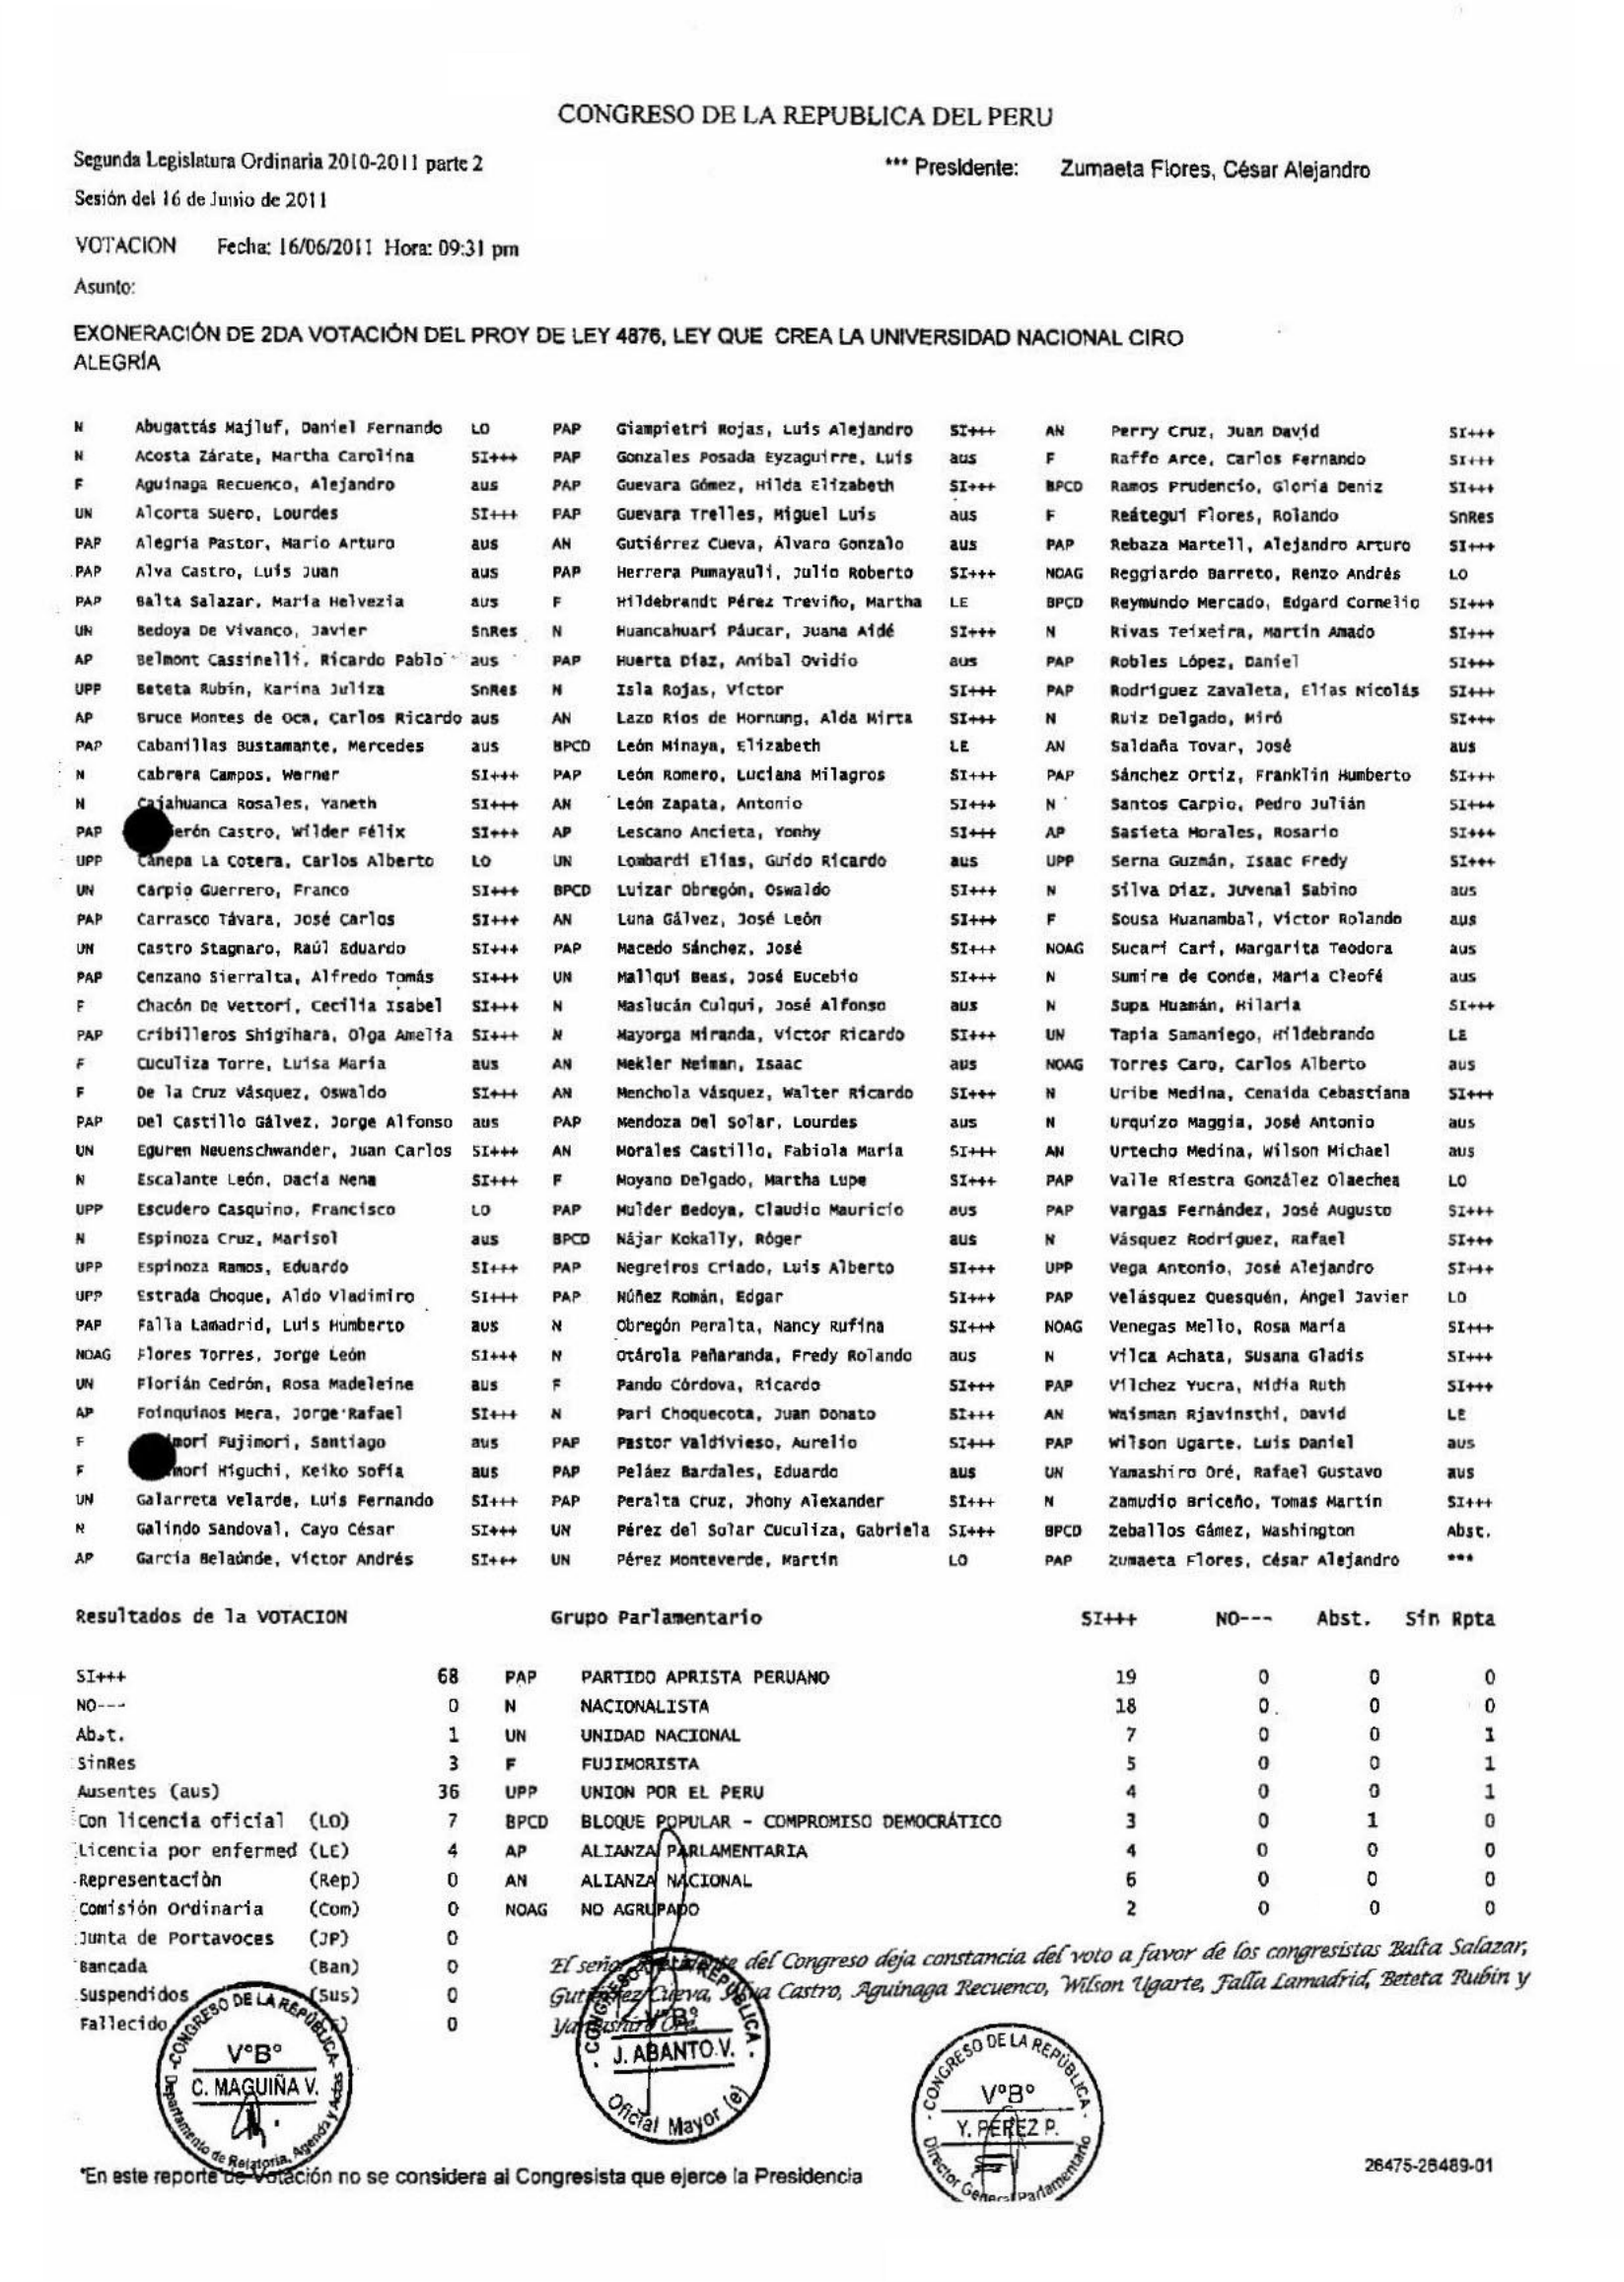 CONGRESO DE LA REPUBLICA DEL PERU
Segunda Legislatura Ordinaria 2010-2011 parte 2 *** Presidente: Zumaeta Flores, César Alejandro
Sesión del 16 de Junio de 2011
VOTACION Fecha: 16/06/2011 Hora: 09:31 pm
Asunto:
EXONERACIÓN DE 2DA VOTACIÓN DEL PROY DE LEY 4876, LEY QUE CREA LA UNIVERSIDAD NACIONAL CIRO
ALEGRÍA
N Abugattás Majluf, Daniel Fernando LO PAP Giampietri Rojas, Luis Alejandro SI+++ AN Perry Cruz, Juan David SI+++
N Acosta Zárate, Martha Carolina SI+++ PAP Gonzales Posada Eyzaguirre, Luis aus F Raffo Arce, Carlos Fernando SI+++
F Aguinaga Recuenco, Alejandro aus PAP Guevara Gómez, Hilda Elizabeth SI+++ BPCD Ramos Prudencio, Gloria Deniz SI+++
UN Alcorta Suero, Lourdes SI+++ PAP Guevara Trelles, Miguel Luis aus F Reátegui Flores, Rolando SnRes
PAP Alegría Pastor, Mario Arturo aus AN Gutiérrez Cueva, Álvaro Gonzalo aus PAP Rebaza Martell, Alejandro Arturo SI+++
PAP Alva Castro, Luis Juan aus PAP Herrera Pumayauli, Julio Roberto SI+++ NOAG Reggiardo Barreto, Renzo Andrés LO
PAP Balta Salazar, María Helvezia aus F Hildebrandt Pérez Treviño, Martha LE BPCD Reymundo Mercado, Edgard Cornelio SI+++
UN Bedoya De Vivanco, Javier SnRes N Huancahuari Páucar, Juana Aidé SI+++ N Rivas Teixeira, Martín Amado SI+++
AP Belmont Cassinelli, Ricardo Pablo aus PAP Huerta Díaz, Aníbal Ovidio aus PAP Robles López, Daniel SI+++
UPP Beteta Rubín, Karina Juliza SnRes N Isla Rojas, Víctor SI+++ PAP Rodríguez Zavaleta, Elías Nicolás SI+++
AP Bruce Montes de Oca, Carlos Ricardo aus AN Lazo Ríos de Hornung, Alda Mirta SI+++ N Ruiz Delgado, Miró SI+++
PAP Cabanillas Bustamante, Mercedes aus BPCD León Minaya, Elizabeth LE AN Saldaña Tovar, José aus
N Cabrera Campos, Werner SI+++ PAP León Romero, Luciana Milagros SI+++ PAP Sánchez Ortiz, Franklin Humberto SI+++
N Cajahuanca Rosales, Yaneth SI+++ AN León Zapata, Antonio SI+++ N Santos Carpio, Pedro Julián SI+++
PAP erón Castro, Wilder Félix SI+++ AP Lescano Ancieta, Yonhy SI+++ AP Sasieta Morales, Rosario SI+++
UPP Cánepa La Cotera, Carlos Alberto LO UN Lombardi Elías, Guido Ricardo aus UPP Serna Guzmán, Isaac Fredy SI+++
UN Carpio Guerrero, Franco SI+++ BPCD Luizar Obregón, Oswaldo SI+++ N Silva Díaz, Juvenal Sabino aus
PAP Carrasco Távara, José Carlos SI+++ AN Luna Gálvez, José León SI+++ F Sousa Huanambal, Víctor Rolando aus
UN Castro Stagnaro, Raúl Eduardo SI+++ PAP Macedo Sánchez, José SI+++ NOAG Sucari Cari, Margarita Teodora aus
PAP Cenzano Sierralta, Alfredo Tomás SI+++ UN Mallqui Beas, José Eucebio SI+++ N Sumire de Conde, María Cleofé aus
F Chacón De Vettori, Cecilia Isabel SI+++ N Maslucán Culqui, José Alfonso aus N Supa Huamán, Hilaria SI+++
PAP Cribilleros Shigihara, Olga Amelia SI+++ N Mayorga Miranda, Víctor Ricardo SI+++ UN Tapia Samaniego, Hildebrando LE
F Cuculiza Torre, Luisa María aus AN Mekler Neiman, Isaac aus NOAG Torres Caro, Carlos Alberto aus
F De la Cruz Vásquez, Oswaldo SI+++ AN Menchola Vásquez, Walter Ricardo SI+++ N Uribe Medina, Cenaida Cebastiana SI+++
PAP Del Castillo Gálvez, Jorge Alfonso aus PAP Mendoza Del Solar, Lourdes aus N Urquizo Maggia, José Antonio aus
UN Eguren Neuenschwander, Juan Carlos SI+++ AN Morales Castillo, Fabiola María SI+++ AN Urtecho Medina, Wilson Michael aus
N Escalante León, Dacia Nena SI+++ F Moyano Delgado, Martha Lupe SI+++ PAP Valle Riestra González Olaechea LO
UPP Escudero Casquino, Francisco LO PAP Mulder Bedoya, Claudio Mauricio aus PAP Vargas Fernández, José Augusto SI+++
N Espinoza Cruz, Marisol aus BPCD Nájar Kokally, Róger aus N Vásquez Rodríguez, Rafael SI+++
UPP Espinoza Ramos, Eduardo SI+++ PAP Negreiros Criado, Luis Alberto SI+++ UPP Vega Antonio, José Alejandro SI+++
UPP Estrada Choque, Aldo Vladimiro SI+++ PAP Núñez Román, Edgar SI+++ PAP Velásquez Quesquén, Ángel Javier LO
PAP Falla Lamadrid, Luis Humberto aus N Obregón Peralta, Nancy Rufina SI+++ NOAG Venegas Mello, Rosa María SI+++
NOAG Flores Torres, Jorge León SI+++ N Otárola Peñaranda, Fredy Rolando aus N Vilca Achata, Susana Gladis SI+++
UN Florián Cedrón, Rosa Madeleine aus F Pando Córdova, Ricardo SI+++ PAP Vílchez Yucra, Nidia Ruth SI+++
AP Foinquinos Mera, Jorge Rafael SI+++ N Pari Choquecota, Juan Donato SI+++ AN Waisman Rjavinsthi, David LE
F mori Fujimori, Santiago aus PAP Pastor Valdivieso, Aurelio SI+++ PAP Wilson Ugarte, Luis Daniel aus
F mori Higuchi, Keiko Sofía aus PAP Peláez Bardales, Eduardo aus UN Yamashiro Oré, Rafael Gustavo aus
UN Galarreta Velarde, Luis Fernando SI+++ PAP Peralta Cruz, Jhony Alexander SI+++ N Zamudio Briceño, Tomas Martín SI+++
N Galindo Sandoval, Cayo César SI+++ UN Pérez del Solar Cuculiza, Gabriela SI+++ BPCD Zeballos Gámez, Washington Abst.
AP García Belaúnde, Víctor Andrés SI+++ UN Pérez Monteverde, Martín LO PAP Zumaeta Flores, César Alejandro ***
Resultados de la VOTACION Grupo Parlamentario SI+++ NO--- Abst. Sin Rpta
SI+++ 68 PAP PARTIDO APRISTA PERUANO 19 0 0 0
NO--- 0 N NACIONALISTA 18 0 0 0
Abst. 1 UN UNIDAD NACIONAL 7 0 0 1
SinRes 3 F FUJIMORISTA 5 0 0 1
Ausentes (aus) 36 UPP UNION POR EL PERU 4 0 0 1
Con licencia oficial (LO) 7 BPCD BLOQUE POPULAR - COMPROMISO DEMOCRÁTICO 3 0 1 0
Licencia por enfermed (LE) 4 AP ALIANZA PARLAMENTARIA 4 0 0 0
Representación (Rep) 0 AN ALIANZA NACIONAL 6 0 0 0
Comisión Ordinaria (Com) 0 NOAG NO AGRUPADO 2 0 0 0
Junta de Portavoces (JP) 0
Bancada (Ban) 0 El señor del Congreso deja constancia del voto a favor de los congresistas Balta Salazar,
Suspendidos (Sus) 0 Gutiérrez Cueva, Alva Castro, Aguinaga Recuenco, Wilson Ugarte, Falla Lamadrid, Beteta Rubín y
Fallecido 0 Yamashiro Oré.
CONGRESO DE LA REPÚBLICA
V°B°
C. MAGUIÑA V.
Departamento de Relatoría, Agenda y Actas
CONGRESO REPÚBLICA
V°B°
J. ABANTO V.
Oficial Mayor (e)
CONGRESO DE LA REPÚBLICA
V°B°
Y. PEREZ P.
Director General Parlamentario
*En este reporte de Votación no se considera al Congresista que ejerce la Presidencia
26475-26489-01